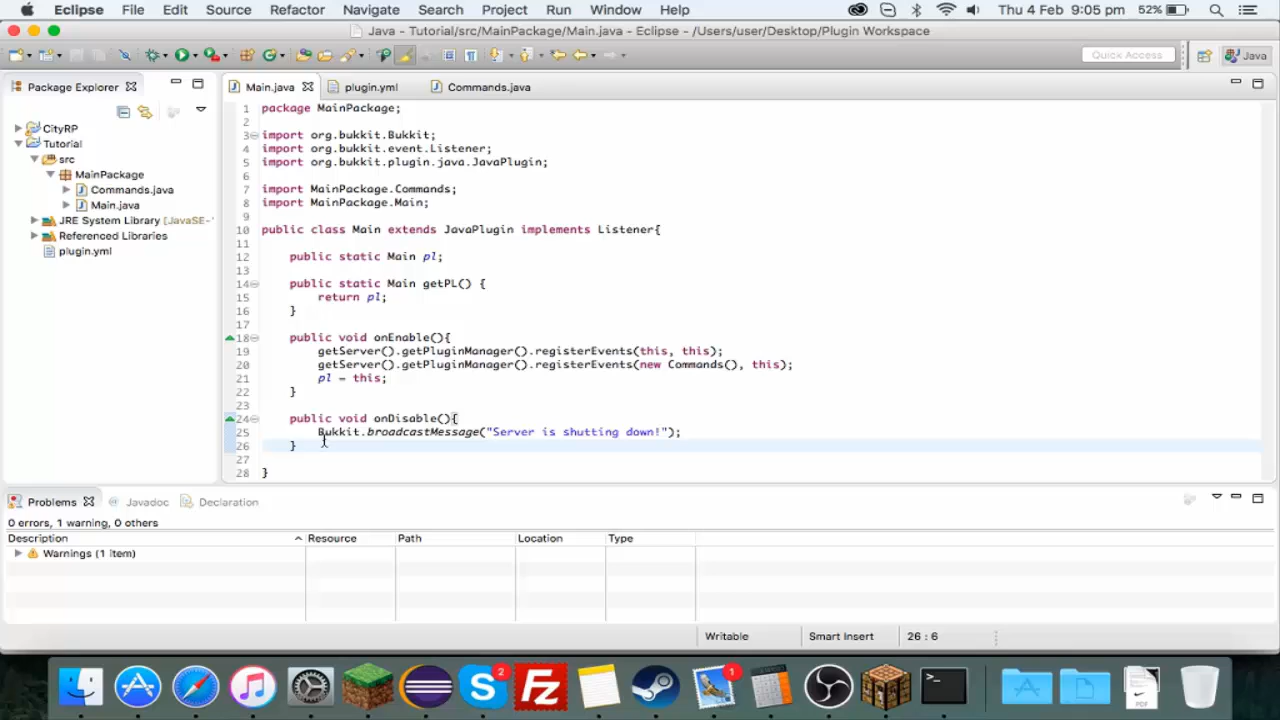 Eclipse File Edit Source Refactor Navigate Search Project Run Window Help Thu 4 Feb 9:05 pm 52%
Java - Tutorial/src/MainPackage/Main.java - Eclipse - /Users/user/Desktop/Plugin Workspace
Quick Access Java
Package Explorer
CityRP
Tutorial
src
MainPackage
Commands.java
Main.java
JRE System Library [JavaSE-
Referenced Libraries
plugin.yml
Main.java plugin.yml Commands.java
1 package MainPackage;
2
3 import org.bukkit.Bukkit;
4 import org.bukkit.event.Listener;
5 import org.bukkit.plugin.java.JavaPlugin;
6
7 import MainPackage.Commands;
8 import MainPackage.Main;
9
10 public class Main extends JavaPlugin implements Listener{
11
12 public static Main pl;
13
14 public static Main getPL() {
15 return pl;
16 }
17
18 public void onEnable(){
19 getServer().getPluginManager().registerEvents(this, this);
20 getServer().getPluginManager().registerEvents(new Commands(), this);
21 pl = this;
22 }
23
24 public void onDisable(){
25 Bukkit.broadcastMessage("Server is shutting down!");
26 }
27
28 }
Problems Javadoc Declaration
0 errors, 1 warning, 0 others
Description Resource Path Location Type
Warnings (1 item)
Writable Smart Insert 26 : 6
2
1
PDF